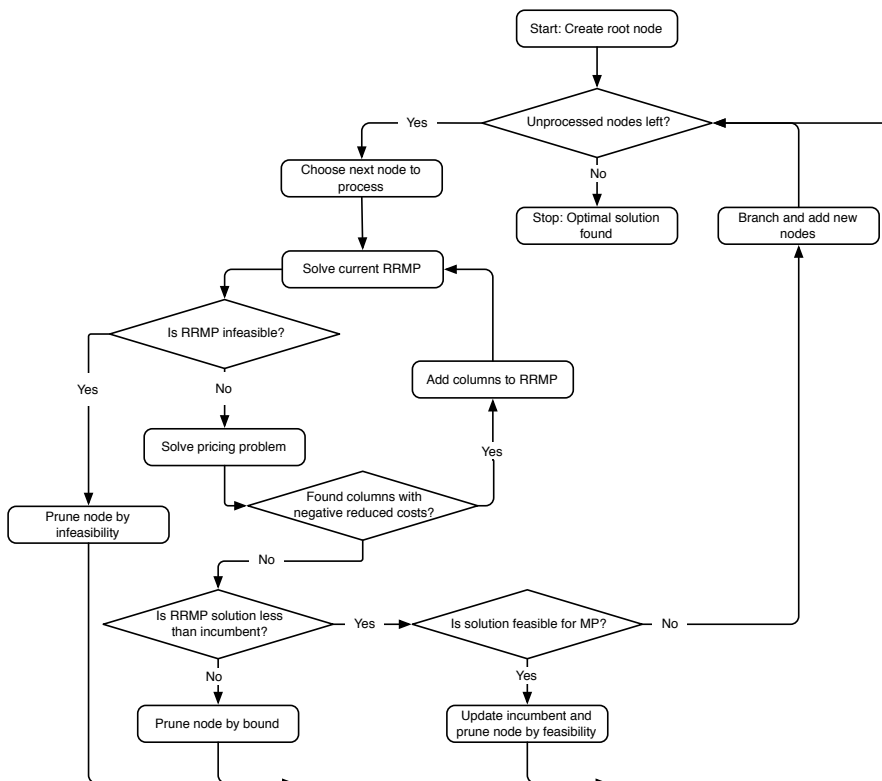 Start: Create root node
Unprocessed nodes left?
Yes
No
Choose next node to
process
Stop: Optimal solution
found
Branch and add new
nodes
Solve current RRMP
Is RRMP infeasible?
Yes
No
Add columns to RRMP
Solve pricing problem
Yes
Found columns with
negative reduced costs?
Prune node by
infeasibility
No
Is RRMP solution less
than incumbent?
Yes
Is solution feasible for MP?
No
No
Yes
Prune node by bound
Update incumbent and
prune node by feasibility